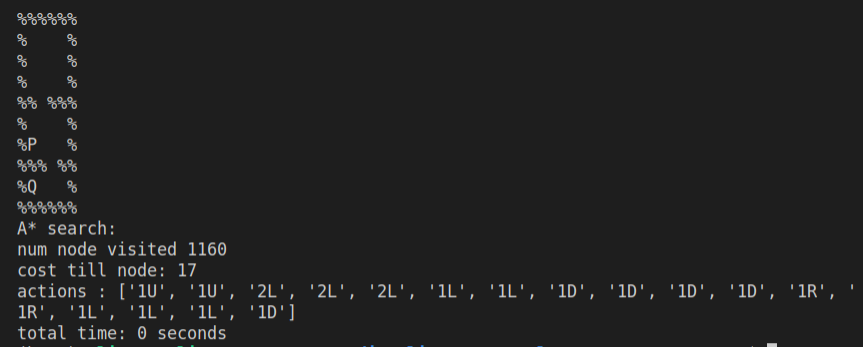 %%%%%%
%    %
%    %
%    %
%% %%%
%    %
%P   %
%%% %%
%Q   %
%%%%%%
A* search:
num node visited 1160
cost till node: 17
actions : ['1U', '1U', '2L', '2L', '2L', '1L', '1L', '1D', '1D', '1D', '1D', '1R', '
1R', '1L', '1L', '1L', '1D']
total time: 0 seconds